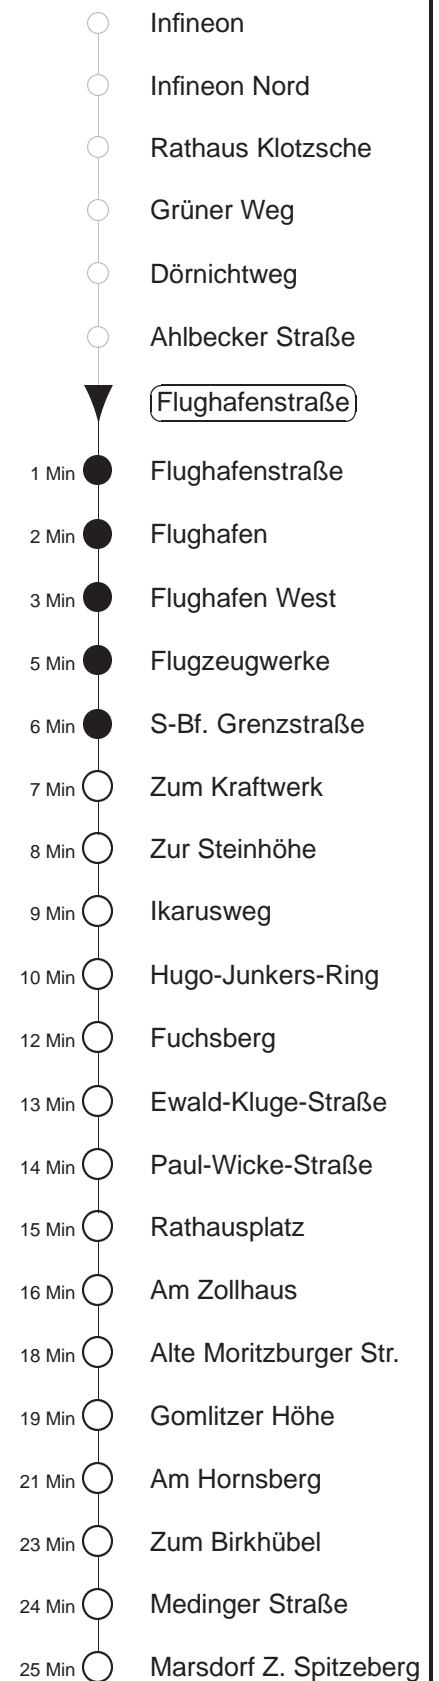 Infineon
Infineon Nord
Rathaus Klotzsche
Grüner Weg
Dörnichtweg
Ahlbecker Straße
Flughafenstraße
1 Min Flughafenstraße
2 Min Flughafen
3 Min Flughafen West
5 Min Flugzeugwerke
6 Min S-Bf. Grenzstraße
7 Min Zum Kraftwerk
8 Min Zur Steinhöhe
9 Min Ikarusweg
10 Min Hugo-Junkers-Ring
12 Min Fuchsberg
13 Min Ewald-Kluge-Straße
14 Min Paul-Wicke-Straße
15 Min Rathausplatz
16 Min Am Zollhaus
18 Min Alte Moritzburger Str.
19 Min Gomlitzer Höhe
21 Min Am Hornsberg
23 Min Zum Birkhübel
24 Min Medinger Straße
25 Min Marsdorf Z. Spitzeberg